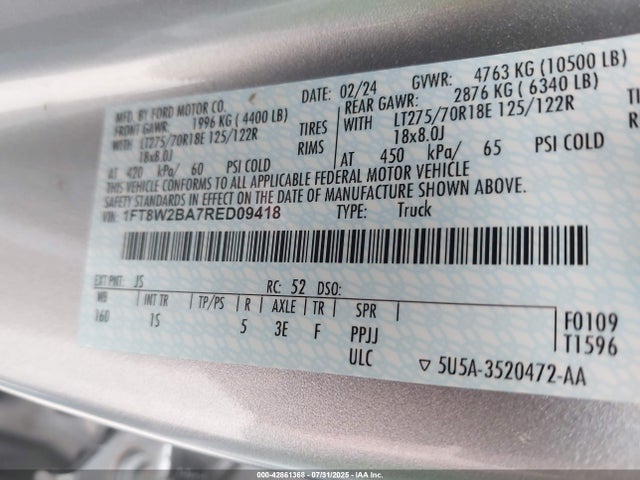 MFD. BY FORD MOTOR CO. DATE: 02/24 GVWR: 4763 KG (10500 LB)
FRONT GAWR: 1996 KG ( 4400 LB) REAR GAWR: 2876 KG ( 6340 LB)
WITH LT275/70R18E 125/122R TIRES WITH LT275/70R18E 125/122R
18x8.0J RIMS 18x8.0J
AT 420 kPa/ 60 PSI COLD AT 450 kPa/ 65 PSI COLD
THIS VEHICLE CONFORMS TO ALL APPLICABLE FEDERAL MOTOR VEHICLE
SAFETY STANDARDS IN EFFECT ON THE DATE OF MANUFACTURE SHOWN ABOVE.
VIN: 1FT8W2BA7RED09418 TYPE: Truck
EXT PNT: JS RC: 52 DSO:
WB INT TR TP/PS R AXLE TR SPR
160 1S 5 3E F PPJJ F0109
ULC T1596
▽ 5U5A-3520472-AA
000-42861368 - 07/31/2025 - IAA Inc.